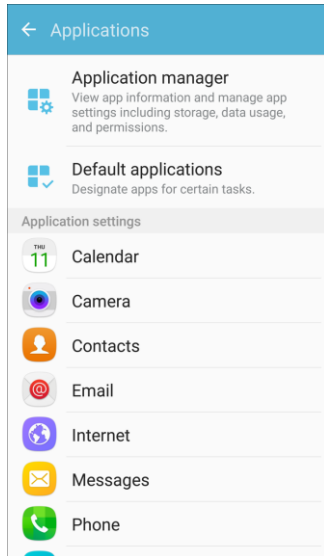 Applications
Application manager
View app information and manage app
settings including storage, data usage,
and permissions.
Default applications
Designate apps for certain tasks.
Application settings
THU
11
Calendar
Camera
Contacts
@
Email
Internet
Messages
Phone